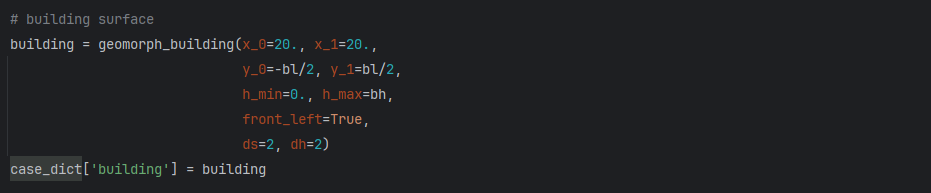 # building surface
building = geomorph_building(x_0=20., x_1=20.,
                             y_0=-bl/2, y_1=bl/2,
                             h_min=0., h_max=bh,
                             front_left=True,
                             ds=2, dh=2)
case_dict['building'] = building